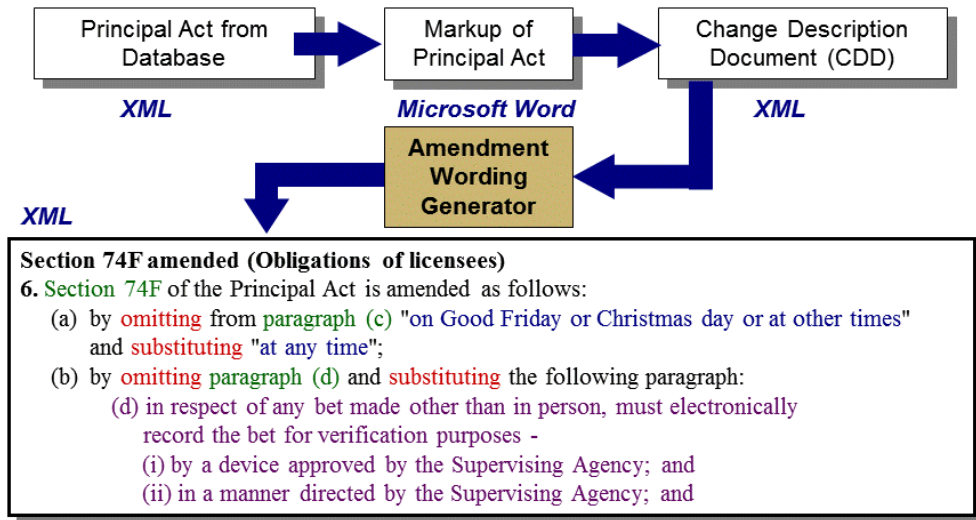 Principal Act from
Database
Markup of
Principal Act
Change Description
Document (CDD)
XML
Microsoft Word
XML
Amendment
Wording
Generator
XML
Section 74F amended (Obligations of licensees)
6. Section 74F of the Principal Act is amended as follows:
(a) by omitting from paragraph (c) "on Good Friday or Christmas day or at other times"
and substituting "at any time";
(b) by omitting paragraph (d) and substituting the following paragraph:
(d) in respect of any bet made other than in person, must electronically
record the bet for verification purposes -
(i) by a device approved by the Supervising Agency; and
(ii) in a manner directed by the Supervising Agency; and